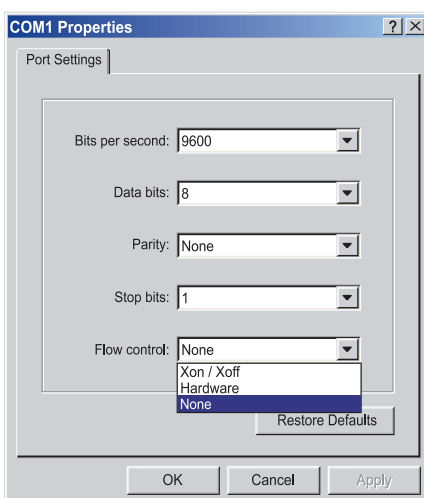 COM1 Properties
? ×
Port Settings
Bits per second: 9600
Data bits: 8
Parity: None
Stop bits: 1
Flow control: None
Xon / Xoff
Hardware
None
Restore Defaults
OK Cancel Apply